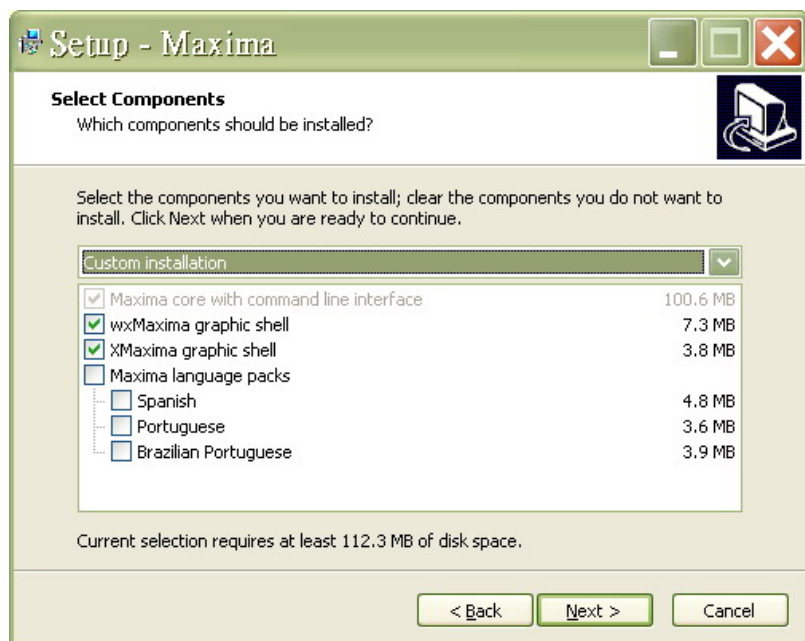 Setup - Maxima
Select Components
Which components should be installed?
Select the components you want to install; clear the components you do not want to
install. Click Next when you are ready to continue.
Custom installation
Maxima core with command line interface 100.6 MB
wxMaxima graphic shell 7.3 MB
XMaxima graphic shell 3.8 MB
Maxima language packs
Spanish 4.8 MB
Portuguese 3.6 MB
Brazilian Portuguese 3.9 MB
Current selection requires at least 112.3 MB of disk space.
< Back Next > Cancel